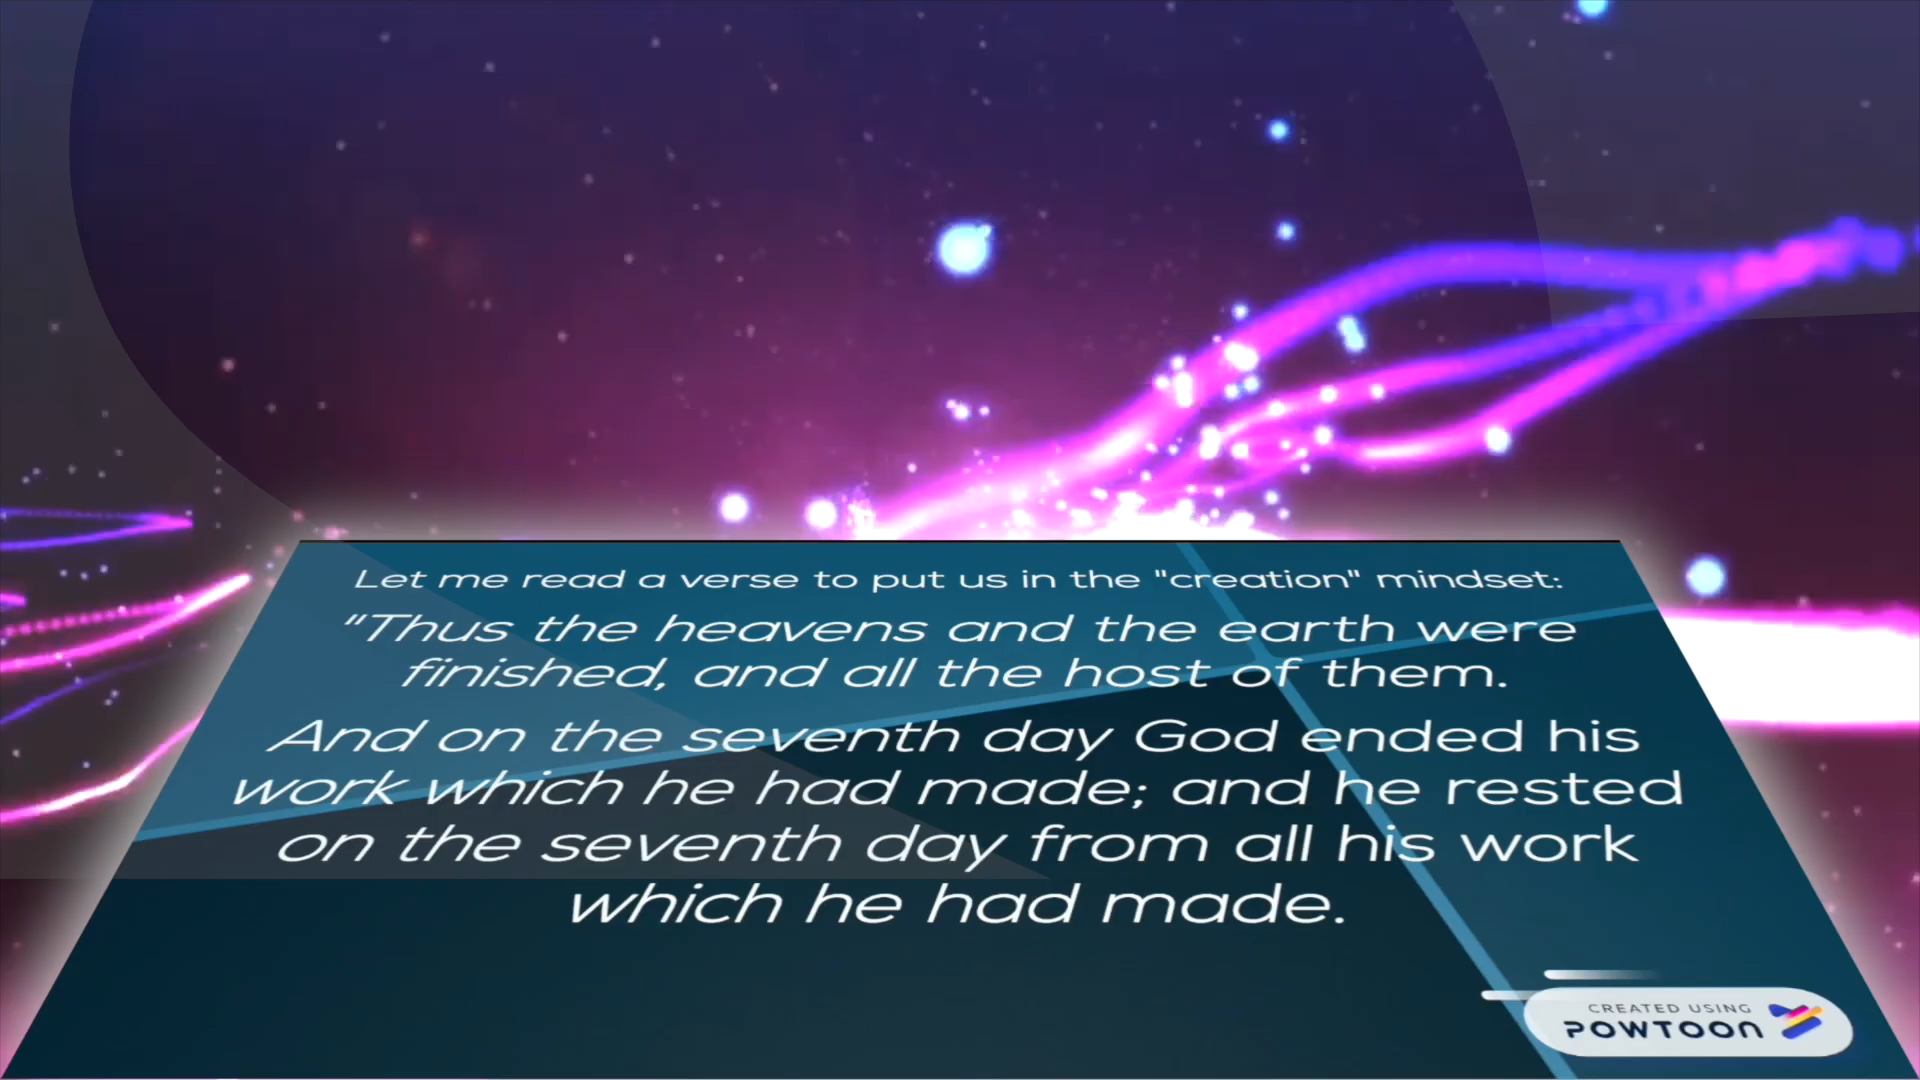 Let me read a verse to put us in the "creation" mindset:
"Thus the heavens and the earth were
finished, and all the host of them.
And on the seventh day God ended his
work which he had made; and he rested
on the seventh day from all his work
which he had made.
CREATED USING
POWTOON